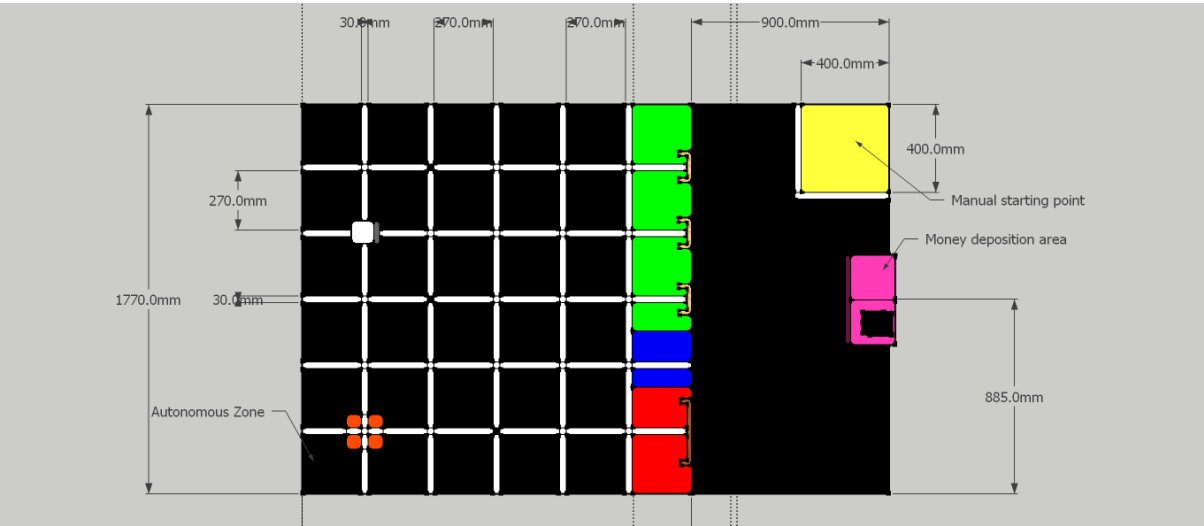 30.0mm
270.0mm
270.0mm
900.0mm
400.0mm
400.0mm
270.0mm
Manual starting point
Money deposition area
1770.0mm
30.0mm
885.0mm
Autonomous Zone